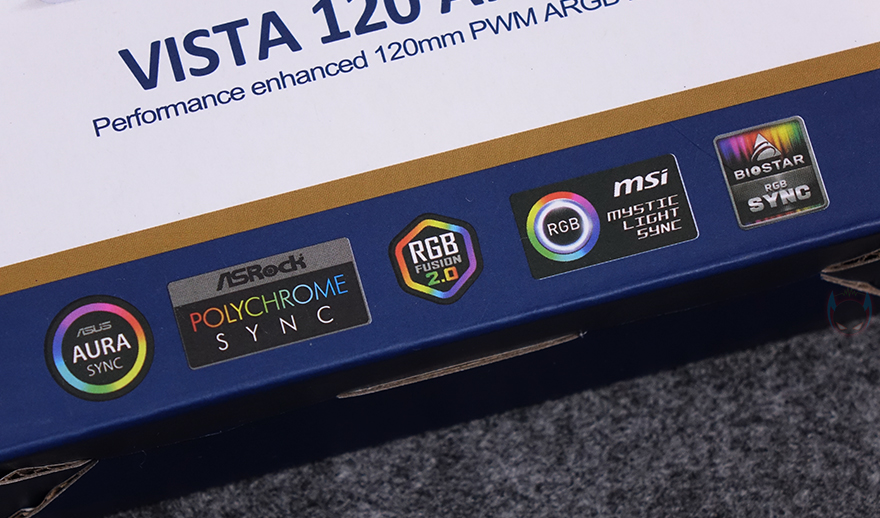 VISTA 120
Performance enhanced 120mm PWM ARGB
ASUS
AURA
SYNC
ASRock
POLYCHROME
SYNC
RGB
FUSION
2.0
RGB
msi
MYSTIC
LIGHT
SYNC
BIOSTAR
RGB
SYNC